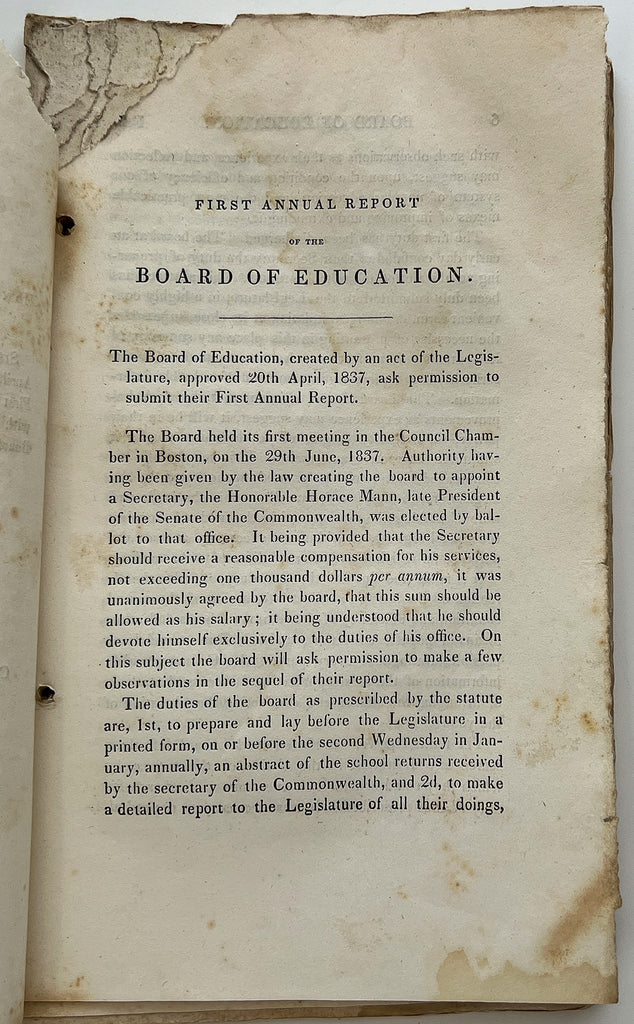 FIRST ANNUAL REPORT
OF THE
BOARD OF EDUCATION.
The Board of Education, created by an act of the Legis-
lature, approved 20th April, 1837, ask permission to
submit their First Annual Report.
The Board held its first meeting in the Council Cham-
ber in Boston, on the 29th June, 1837. Authority hav-
ing been given by the law creating the board to appoint
a Secretary, the Honorable Horace Mann, late President
of the Senate of the Commonwealth, was elected by bal-
lot to that office. It being provided that the Secretary
should receive a reasonable compensation for his services,
not exceeding one thousand dollars per annum, it was
unanimously agreed by the board, that this sum should be
allowed as his salary; it being understood that he should
devote himself exclusively to the duties of his office. On
this subject the board will ask permission to make a few
observations in the sequel of their report.
The duties of the board as prescribed by the statute
are, 1st, to prepare and lay before the Legislature in a
printed form, on or before the second Wednesday in Jan-
uary, annually, an abstract of the school returns received
by the secretary of the Commonwealth, and 2d, to make
a detailed report to the Legislature of all their doings,